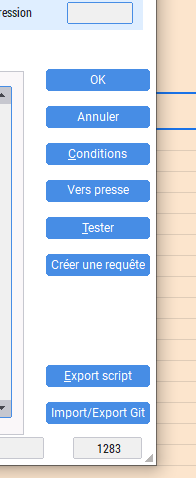 ression
OK
Annuler
Conditions
Vers presse
Tester
Créer une requête
Export script
Import/Export Git
1283